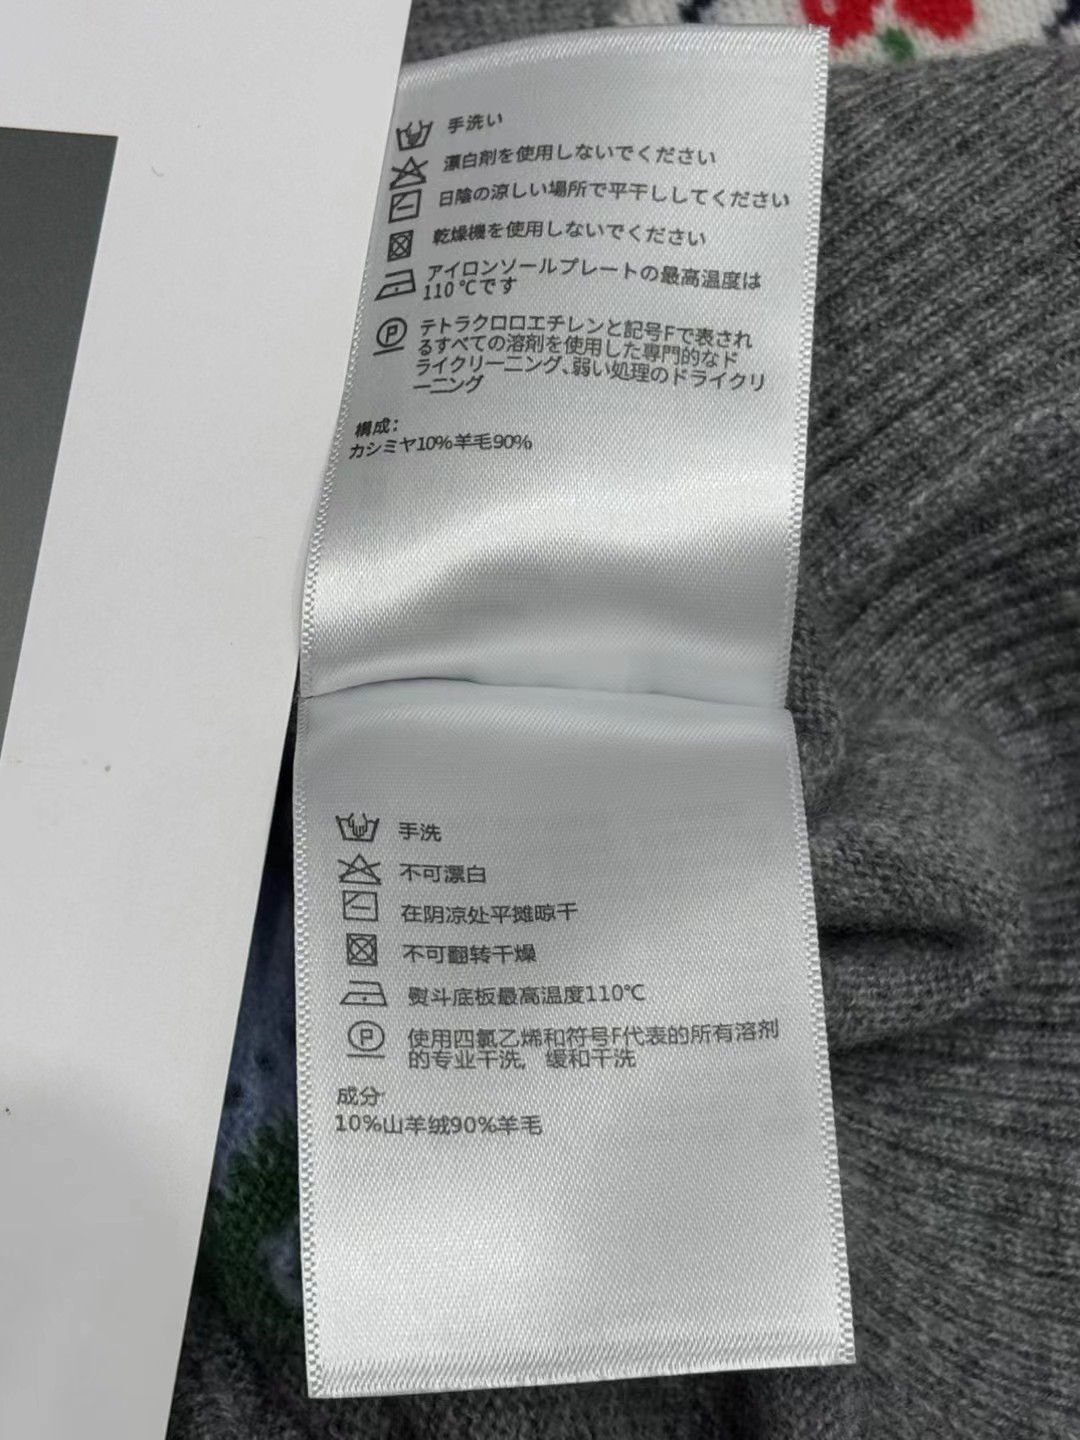 手洗い
漂白剤を使用しないでください
日陰の涼しい場所で平干ししてください
乾燥機を使用しないでください
アイロンソールプレートの最高温度は
110℃です
P
テトラクロロエチレンと記号Fで表され
るすべての溶剤を使用した専門的なド
ライクリーニング、弱い処理のドライクリ
ーニング
構成：
カシミヤ10%羊毛90%
手洗
不可漂白
在阴凉处平摊晾干
不可翻转干燥
熨斗底板最高温度110℃
P
使用四氯乙烯和符号F代表的所有溶剂
的专业干洗，缓和干洗
成分
10%山羊绒90%羊毛